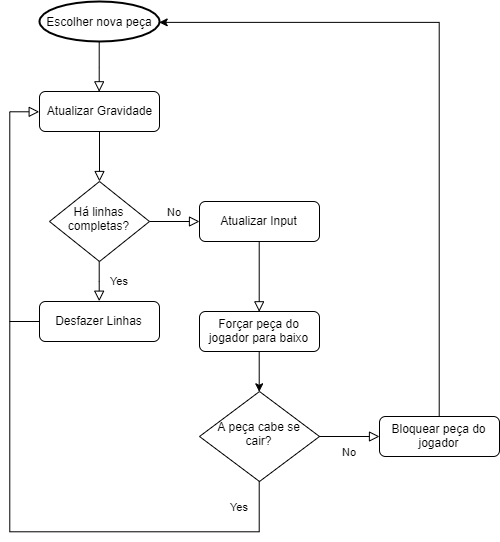 Escolher nova peça
Atualizar Gravidade
Há linhas
completas?
No
Atualizar Input
Yes
Desfazer Linhas
Forçar peça do
jogador para baixo
A peça cabe se
cair?
No
Bloquear peça do
jogador
Yes